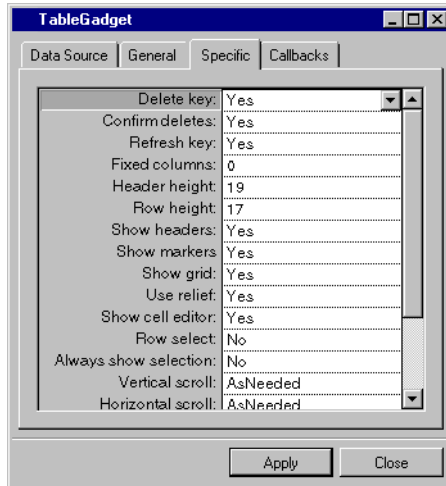 TableGadget
Data Source General Specific Callbacks
Delete key: Yes
Confirm deletes: Yes
Refresh key: Yes
Fixed columns: 0
Header height: 19
Row height: 17
Show headers: Yes
Show markers Yes
Show grid: Yes
Use relief: Yes
Show cell editor: Yes
Row select: No
Always show selection: No
Vertical scroll: AsNeeded
Horizontal scroll: AsNeeded
Apply Close